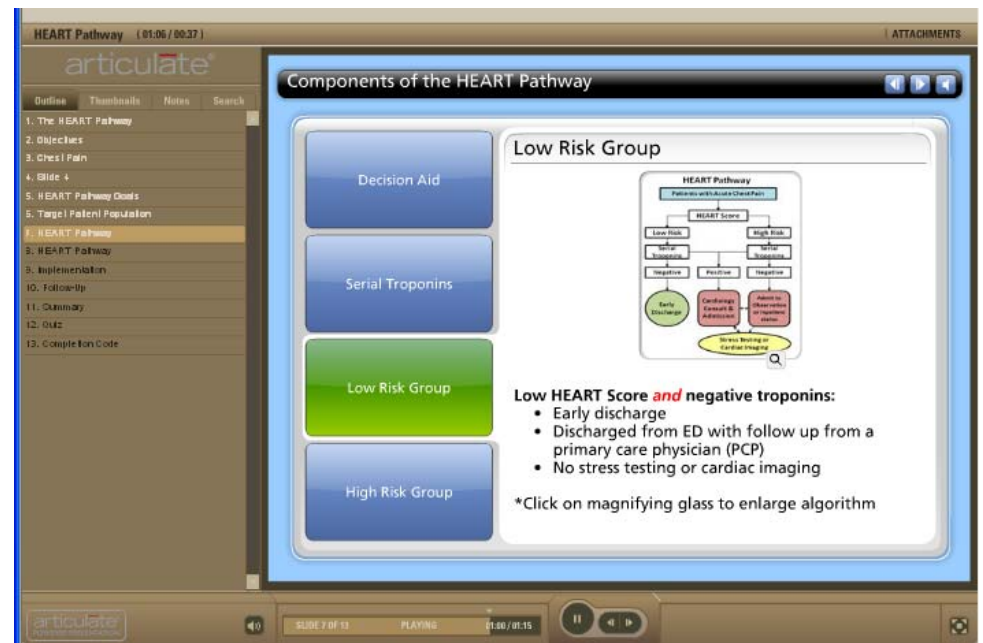 HEART Pathway (01:06 / 00:37)
ATTACHMENTS
articulate®
Outline Thumbnails Notes Search
1. The HEART Pathway
2. Objectives
3. Chest Pain
4. Slide 4
5. HEART Pathway Goals
6. Target Patient Population
7. HEART Pathway
8. HEART Pathway
9. Implementation
10. Follow-Up
11. Summary
12. Quiz
13. Completion Code
Components of the HEART Pathway
Decision Aid
Serial Troponins
Low Risk Group
High Risk Group
Low Risk Group
HEART Pathway
Patients with Acute Chest Pain
HEART Score
Low Risk High Risk
Serial Troponins Serial Troponins
Negative Positive Negative
Early Discharge
Cardiology Consult & Admission
Admit to Observation or Inpatient status
Stress Testing or Cardiac Imaging
Low HEART Score and negative troponins:
• Early discharge
• Discharged from ED with follow up from a
primary care physician (PCP)
• No stress testing or cardiac imaging
*Click on magnifying glass to enlarge algorithm
articulate
SLIDE 7 OF 13 PLAYING 01:00 / 01:15